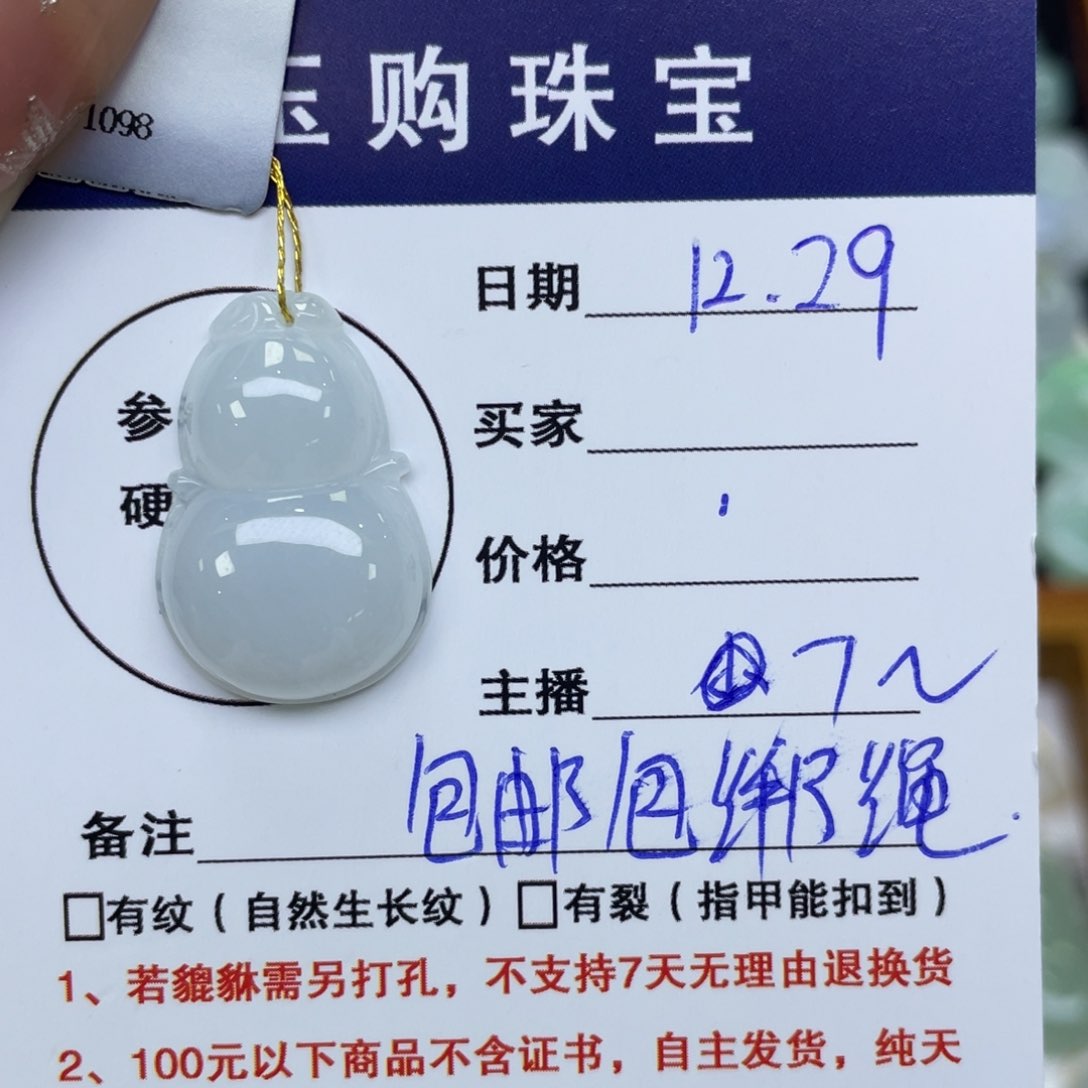 购珠宝
1098
日期 12.29
参
买家
硬
价格
主播 7~
备注 包邮包绑绳.
□有纹（自然生长纹）□有裂（指甲能扣到）
1、若貔貅需另打孔，不支持7天无理由退换货
2、100元以下商品不含证书，自主发货，纯天